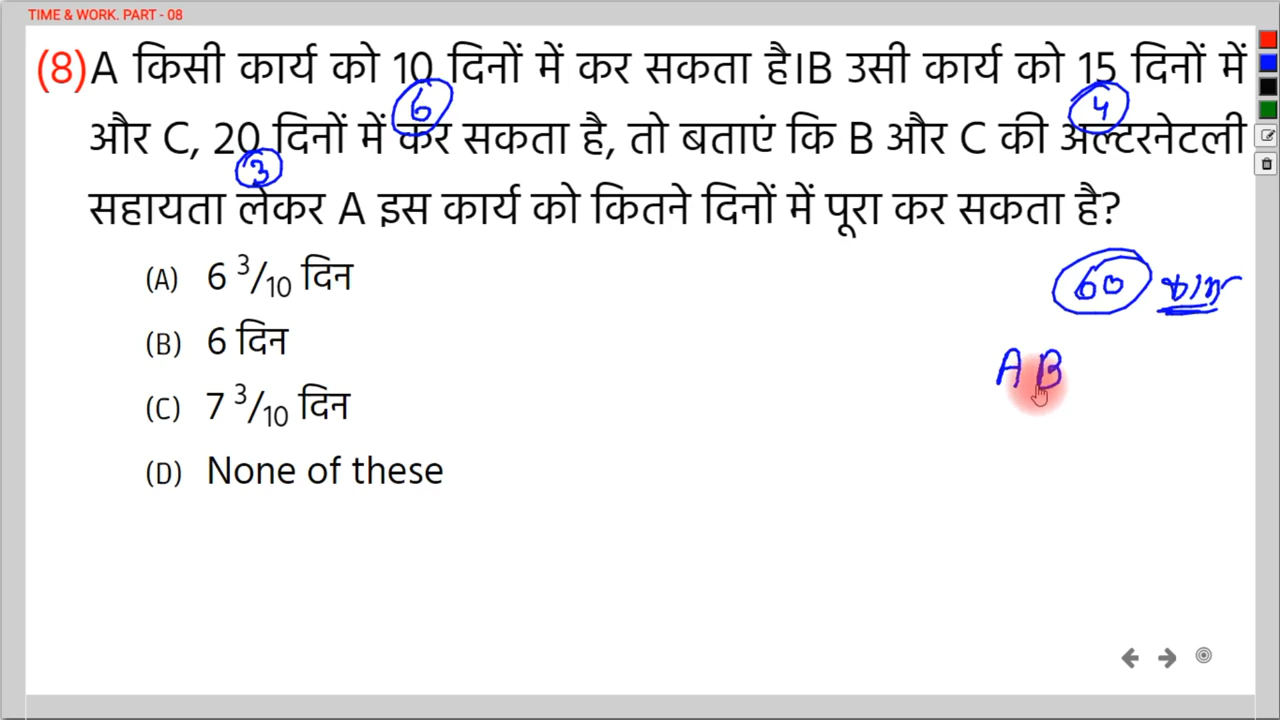 TIME & WORK. PART - 08
(8)A किसी कार्य को 10 दिनों में कर सकता है।B उसी कार्य को 15 दिनों में
6 4
और C, 20 दिनों में कर सकता है, तो बताएं कि B और C की अल्टरनेटली
3
सहायता लेकर A इस कार्य को कितने दिनों में पूरा कर सकता है?
(A) 6 3/10 दिन
60
(B) 6 दिन
A B
(C) 7 3/10 दिन
(D) None of these